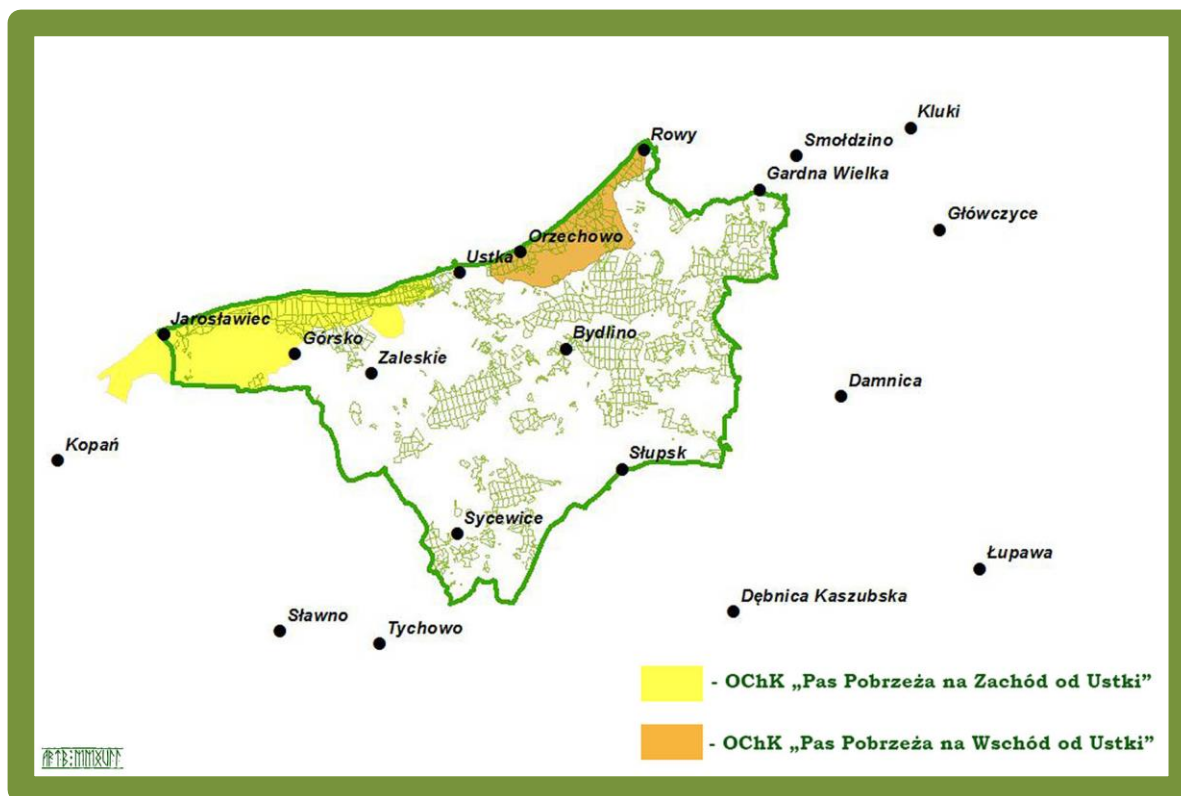 Kluki
Rowy
Smołdzino
Gardna Wielka
Główczyce
Orzechowo
Ustka
Jarosławiec
Bydlino
Górsko
Zaleskie
Damnica
Kopań
Słupsk
Sycewice
Łupawa
Dębnica Kaszubska
Sławno
Tychowo
- OChK „Pas Pobrzeża na Zachód od Ustki”
- OChK „Pas Pobrzeża na Wschód od Ustki”